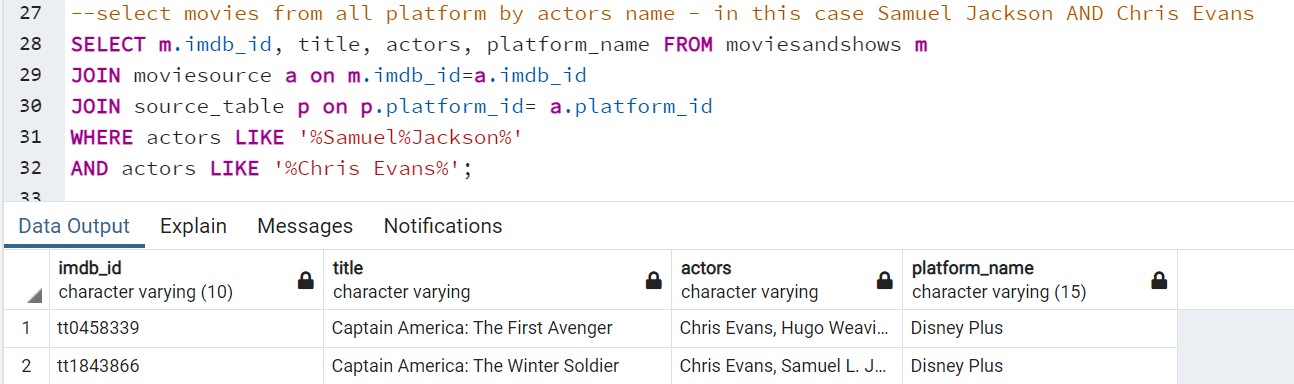 27 --select movies from all platform by actors name - in this case Samuel Jackson AND Chris Evans
28 SELECT m.imdb_id, title, actors, platform_name FROM moviesandshows m
29 JOIN moviesource a on m.imdb_id=a.imdb_id
30 JOIN source_table p on p.platform_id= a.platform_id
31 WHERE actors LIKE '%Samuel%Jackson%'
32 AND actors LIKE '%Chris Evans%';
33
Data Output Explain Messages Notifications
imdb_id title actors platform_name
character varying (10) character varying character varying character varying (15)
1 tt0458339 Captain America: The First Avenger Chris Evans, Hugo Weavi... Disney Plus
2 tt1843866 Captain America: The Winter Soldier Chris Evans, Samuel L. J... Disney Plus